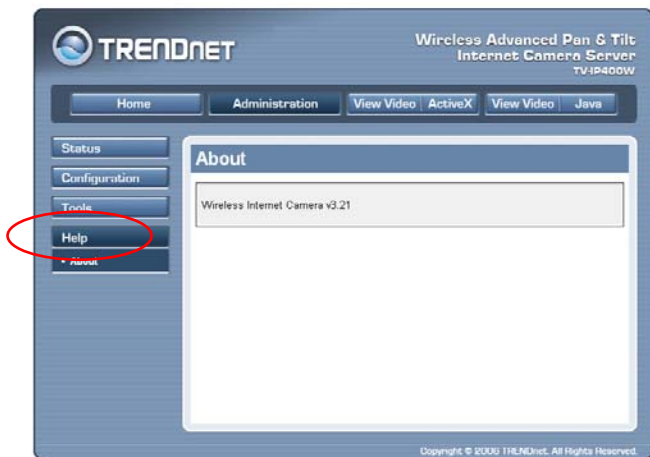 TRENDNET
Wireless Advanced Pan & Tilt
Internet Camera Server
TV-IP400W
Home
Administration
View Video ActiveX
View Video Java
Status
Configuration
Tools
Help
• About
About
Wireless Internet Camera v3.21
Copyright © 2006 TRENDnet. All Rights Reserved.